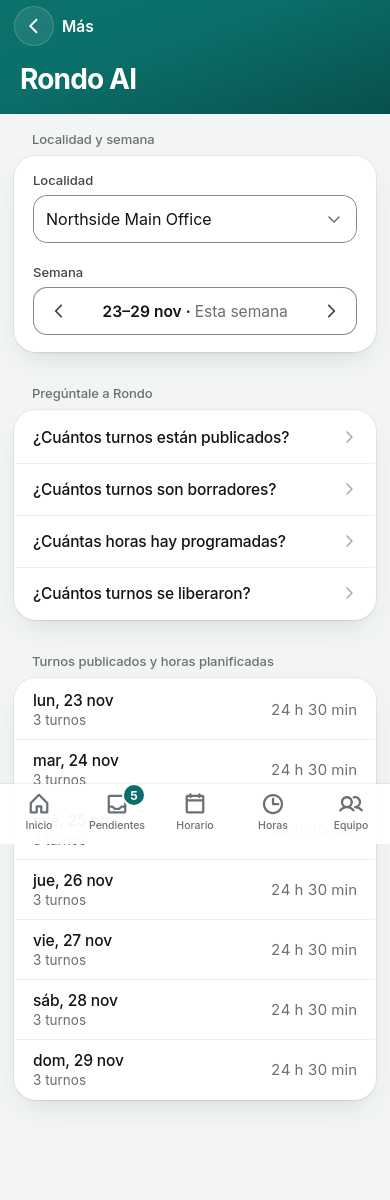 Más
Rondo AI
Localidad y semana
Localidad
Northside Main Office
Semana
23–29 nov · Esta semana
Pregúntale a Rondo
¿Cuántos turnos están publicados?
¿Cuántos turnos son borradores?
¿Cuántas horas hay programadas?
¿Cuántos turnos se liberaron?
Turnos publicados y horas planificadas
lun, 23 nov
24 h 30 min
3 turnos
mar, 24 nov
24 h 30 min
3 turnos
5
Inicio
Pendientes
Horario
Horas
Equipo
jue, 26 nov
24 h 30 min
3 turnos
vie, 27 nov
24 h 30 min
3 turnos
sáb, 28 nov
24 h 30 min
3 turnos
dom, 29 nov
24 h 30 min
3 turnos